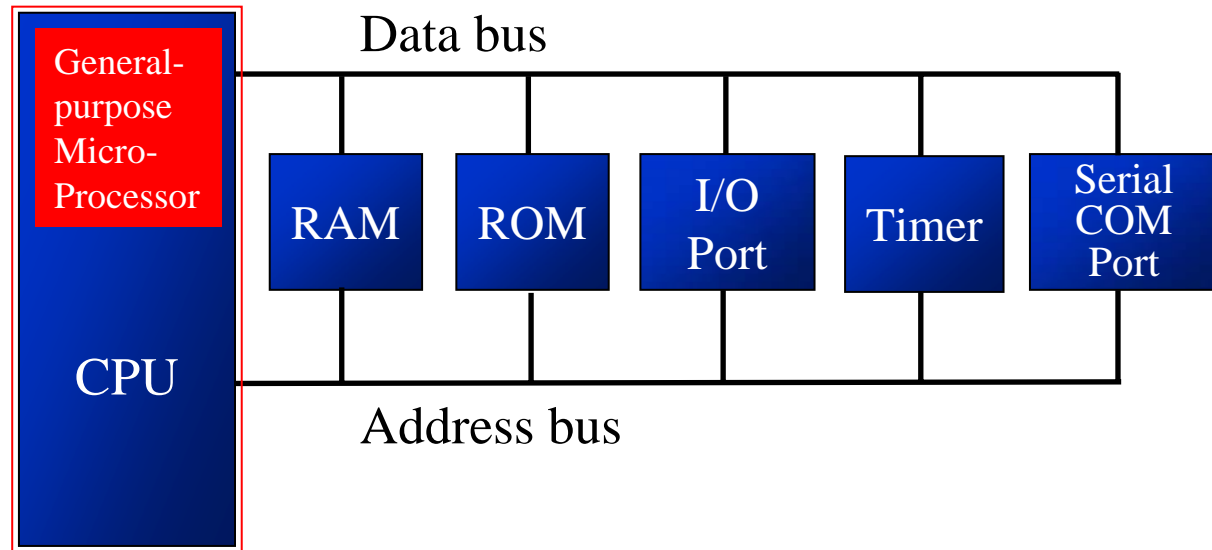 Data bus
General-
purpose
Micro-
Processor
CPU
RAM
ROM
I/O
Port
Timer
Serial
COM
Port
Address bus